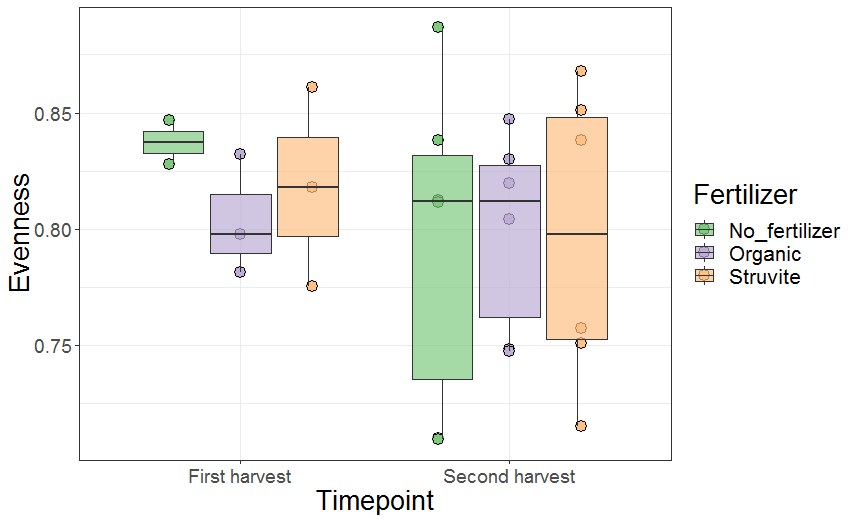 Evenness
0.85
0.80
0.75
First harvest
Second harvest
Timepoint
Fertilizer
No_fertilizer
Organic
Struvite